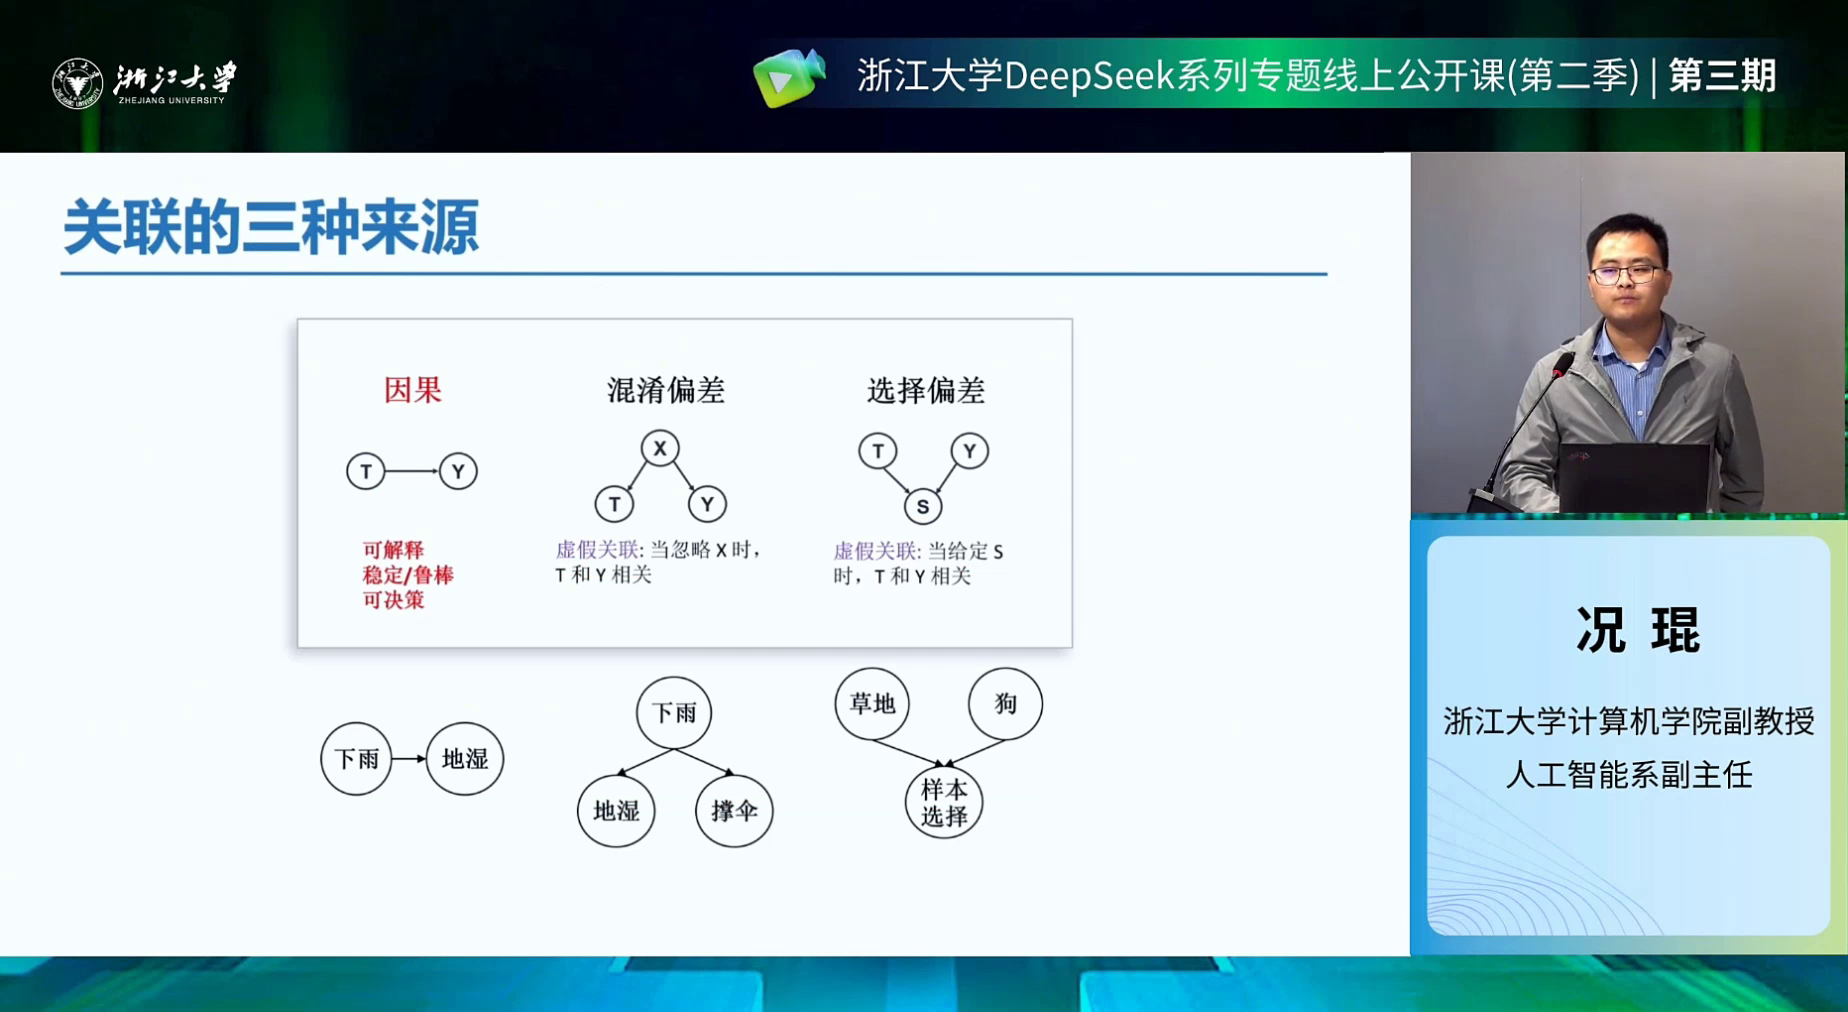 浙江大学
ZHEJIANG UNIVERSITY
浙江大学DeepSeek系列专题线上公开课(第二季) | 第三期
关联的三种来源
因果
T
Y
可解释
稳定/鲁棒
可决策
混淆偏差
X
T
Y
虚假关联: 当忽略 X 时,
T 和 Y 相关
选择偏差
T
Y
S
虚假关联: 当给定 S
时, T 和 Y 相关
下雨
地湿
下雨
地湿
撑伞
草地
狗
样本
选择
况 琨
浙江大学计算机学院副教授
人工智能系副主任